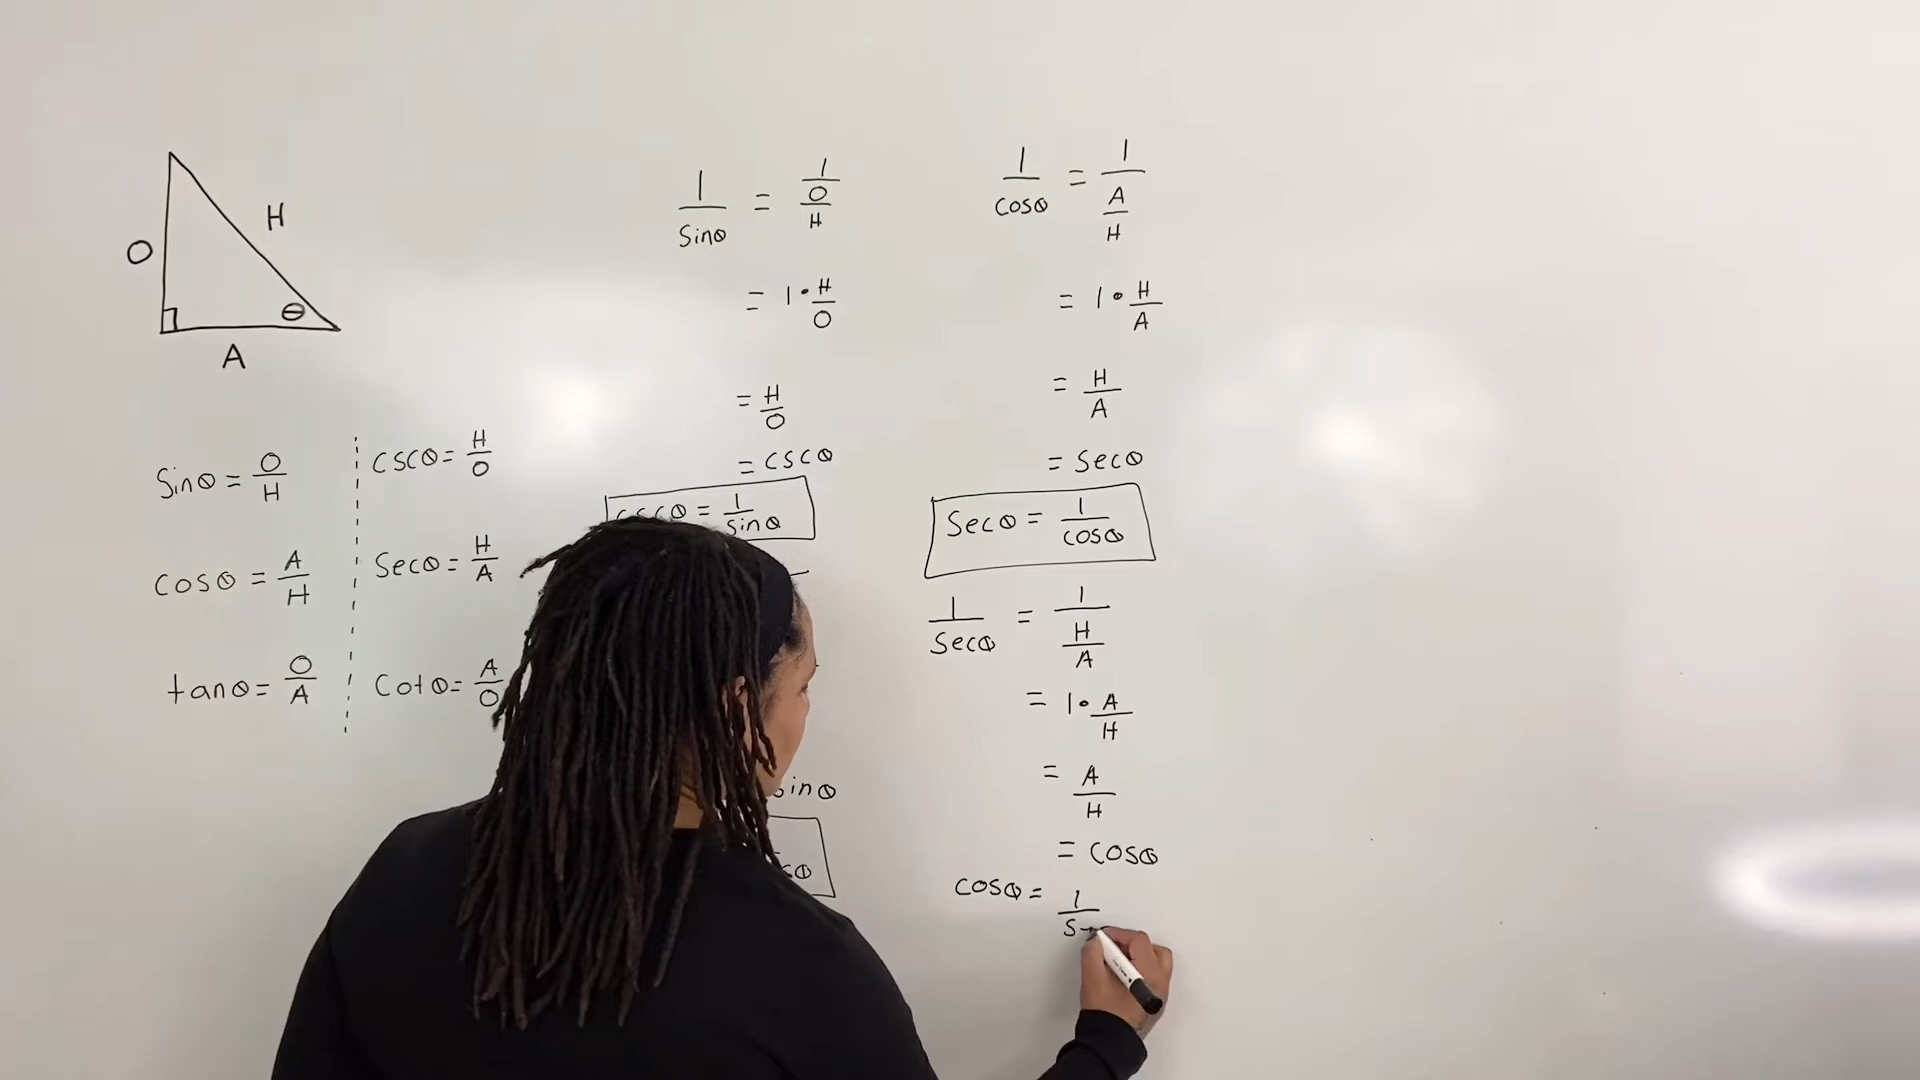 O
H
θ
A
sinθ = O/H
cosθ = A/H
tanθ = O/A
cscθ = H/O
secθ = H/A
cotθ = A/O
1/sinθ = 1/(O/H)
= 1 · H/O
= H/O
= cscθ
cscθ = 1/sinθ
sinθ
1/cosθ = 1/(A/H)
= 1 · H/A
= H/A
= secθ
secθ = 1/cosθ
1/secθ = 1/(H/A)
= 1 · A/H
= A/H
= cosθ
cosθ = 1/